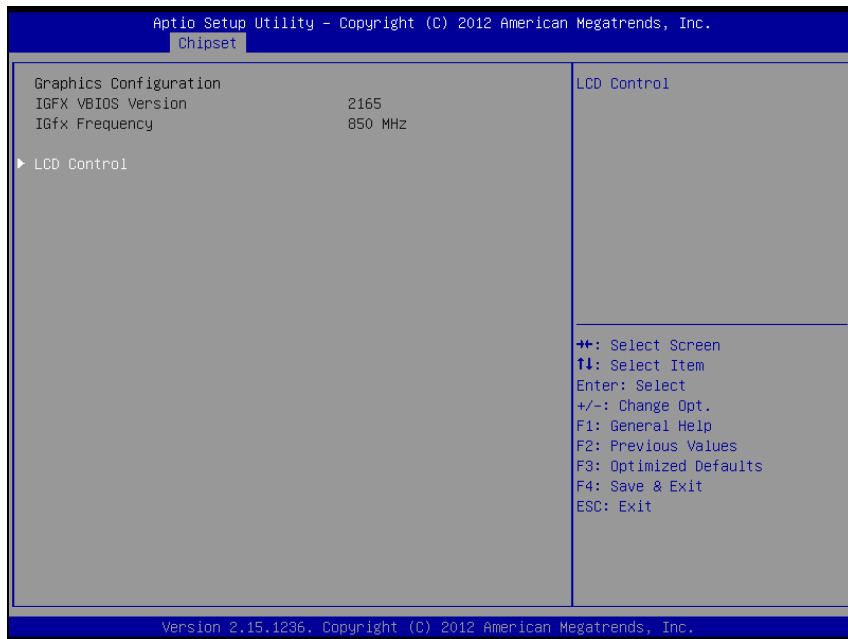 Aptio Setup Utility – Copyright (C) 2012 American Megatrends, Inc.
Chipset
Graphics Configuration
IGFX VBIOS Version 2165
IGfx Frequency 850 MHz
► LCD Control
LCD Control
→←: Select Screen
↑↓: Select Item
Enter: Select
+/-: Change Opt.
F1: General Help
F2: Previous Values
F3: Optimized Defaults
F4: Save & Exit
ESC: Exit
Version 2.15.1236. Copyright (C) 2012 American Megatrends, Inc.